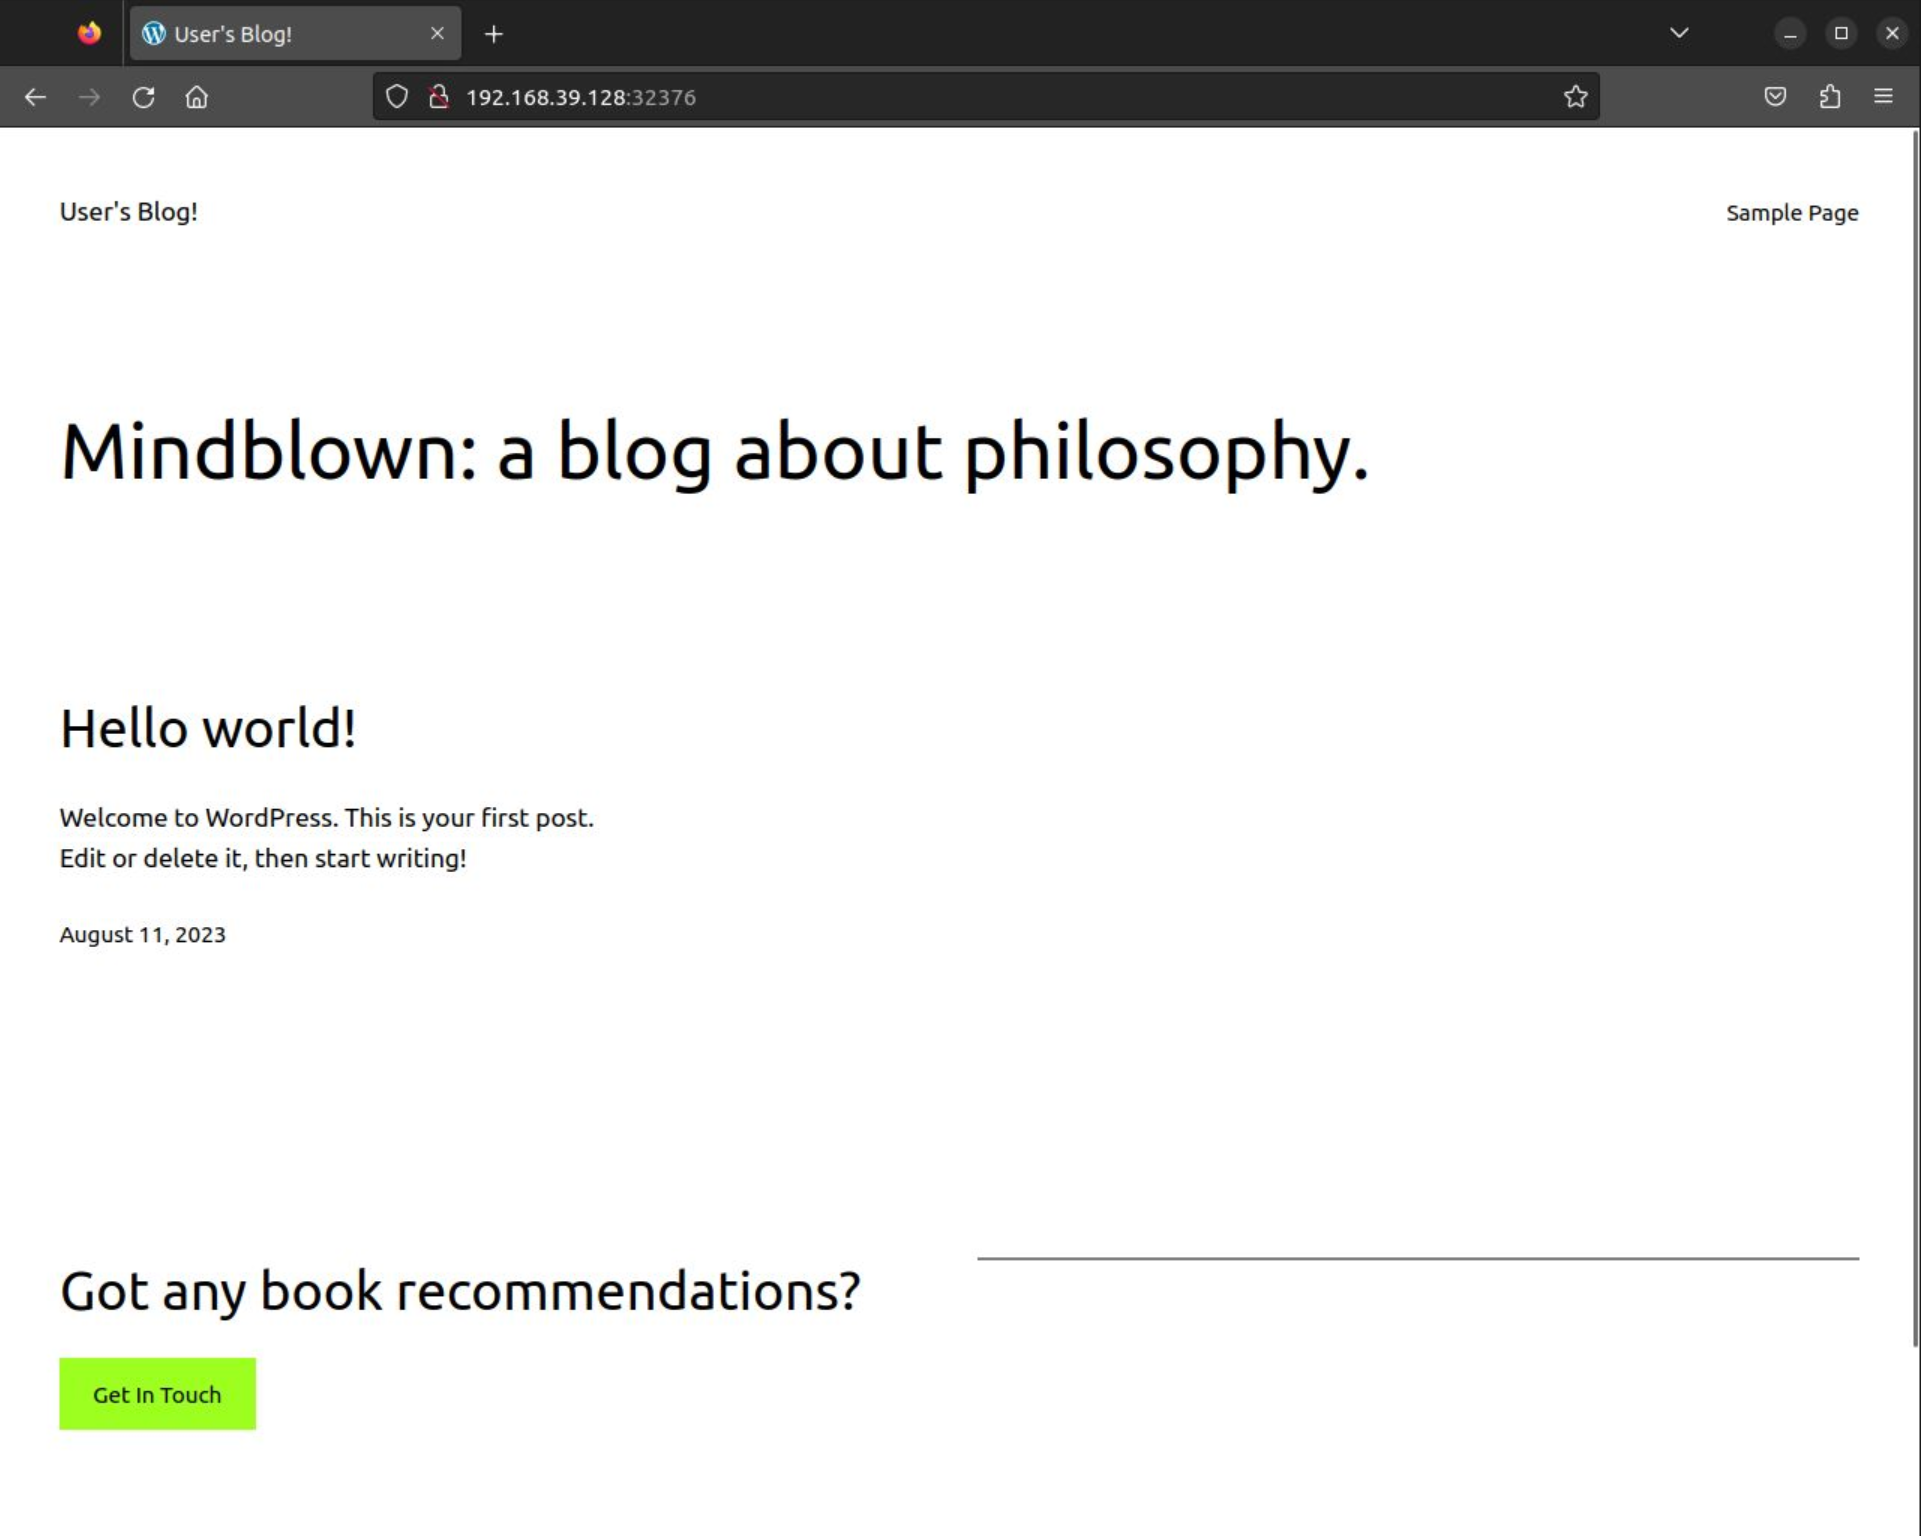 User's Blog!
192.168.39.128:32376
User's Blog!
Sample Page
Mindblown: a blog about philosophy.
Hello world!
Welcome to WordPress. This is your first post.
Edit or delete it, then start writing!
August 11, 2023
Got any book recommendations?
Get In Touch